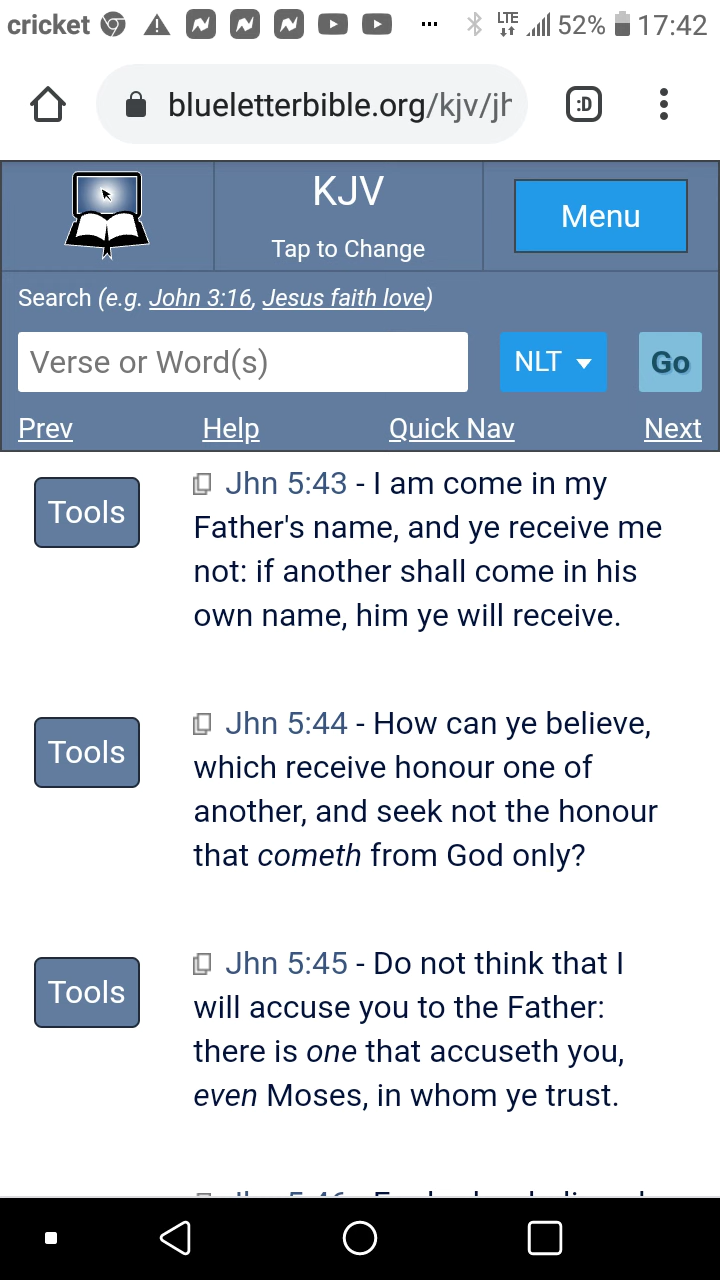 cricket ... LTE 52% 17:42
blueletterbible.org/kjv/jh :D
KJV
Tap to Change
Menu
Search (e.g. John 3:16, Jesus faith love)
Verse or Word(s) NLT Go
Prev Help Quick Nav Next
Tools
Jhn 5:43 - I am come in my
Father's name, and ye receive me
not: if another shall come in his
own name, him ye will receive.
Tools
Jhn 5:44 - How can ye believe,
which receive honour one of
another, and seek not the honour
that cometh from God only?
Tools
Jhn 5:45 - Do not think that I
will accuse you to the Father:
there is one that accuseth you,
even Moses, in whom ye trust.